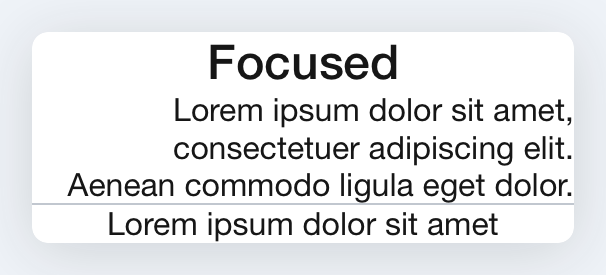 Focused
Lorem ipsum dolor sit amet,
consectetuer adipiscing elit.
Aenean commodo ligula eget dolor.
Lorem ipsum dolor sit amet